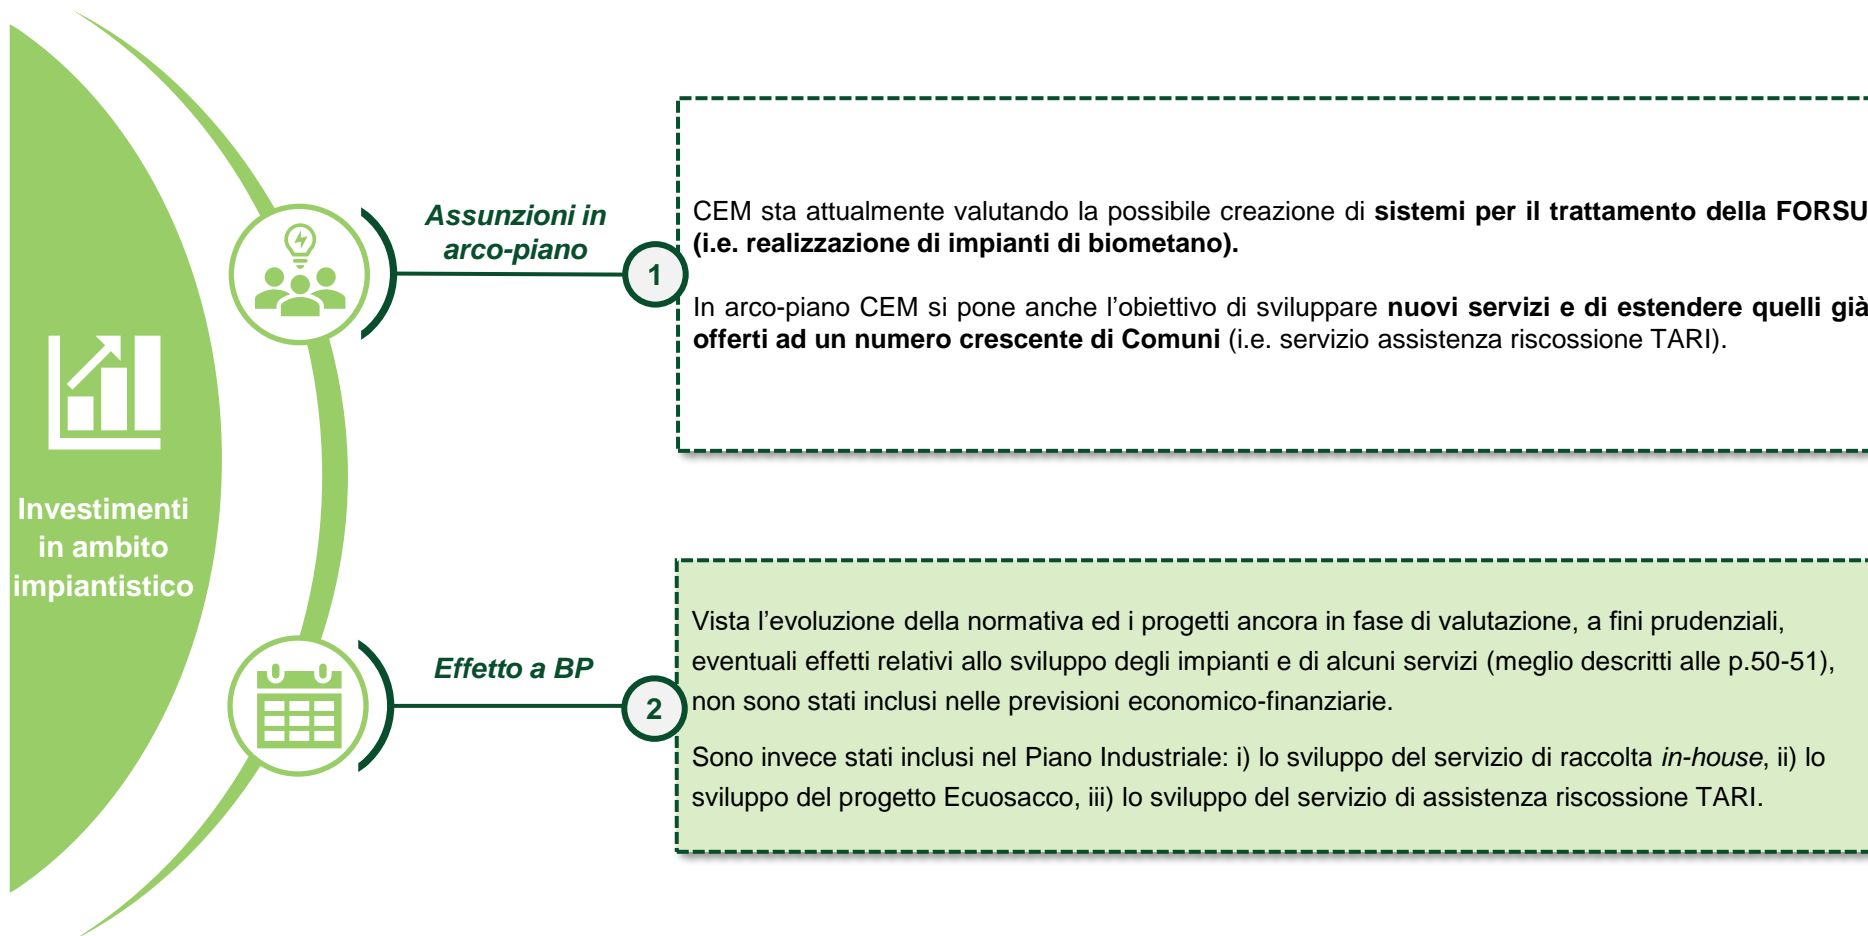 Investimenti
in ambito
impiantistico
Assunzioni in
arco-piano
1
CEM sta attualmente valutando la possibile creazione di sistemi per il trattamento della FORSU
(i.e. realizzazione di impianti di biometano).
In arco-piano CEM si pone anche l’obiettivo di sviluppare nuovi servizi e di estendere quelli già
offerti ad un numero crescente di Comuni (i.e. servizio assistenza riscossione TARI).
Effetto a BP
2
Vista l’evoluzione della normativa ed i progetti ancora in fase di valutazione, a fini prudenziali,
eventuali effetti relativi allo sviluppo degli impianti e di alcuni servizi (meglio descritti alle p.50-51),
non sono stati inclusi nelle previsioni economico-finanziarie.
Sono invece stati inclusi nel Piano Industriale: i) lo sviluppo del servizio di raccolta in-house, ii) lo
sviluppo del progetto Ecuosacco, iii) lo sviluppo del servizio di assistenza riscossione TARI.